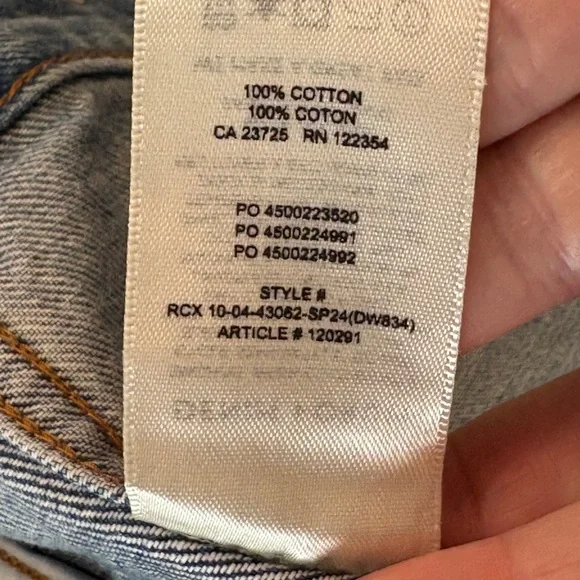 100% COTTON
100% COTON
CA 23725 RN 122354
PO 4500223520
PO 4500224991
PO 4500224992
STYLE #
RCX 10-04-43062-SP24(DW834)
ARTICLE # 120291